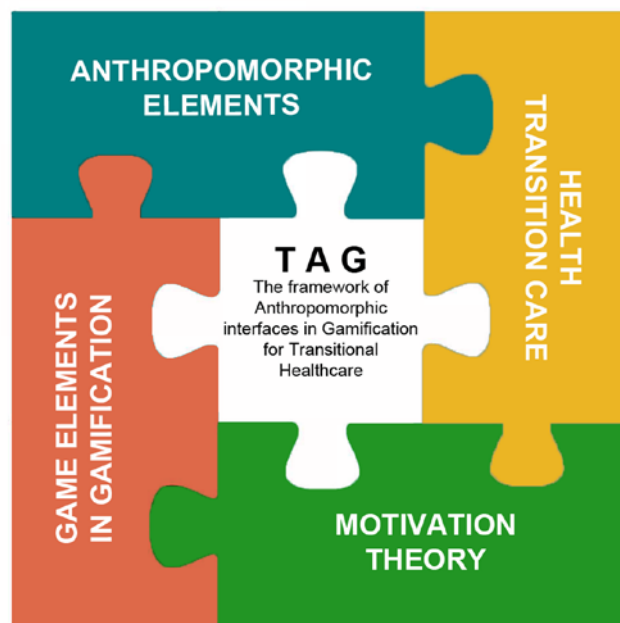 ANTHROPOMORPHIC
ELEMENTS
HEALTH
TRANSITION CARE
T A G
The framework of
Anthropomorphic
interfaces in Gamification
for Transitional
Healthcare
GAME ELEMENTS
IN GAMIFICATION
MOTIVATION
THEORY